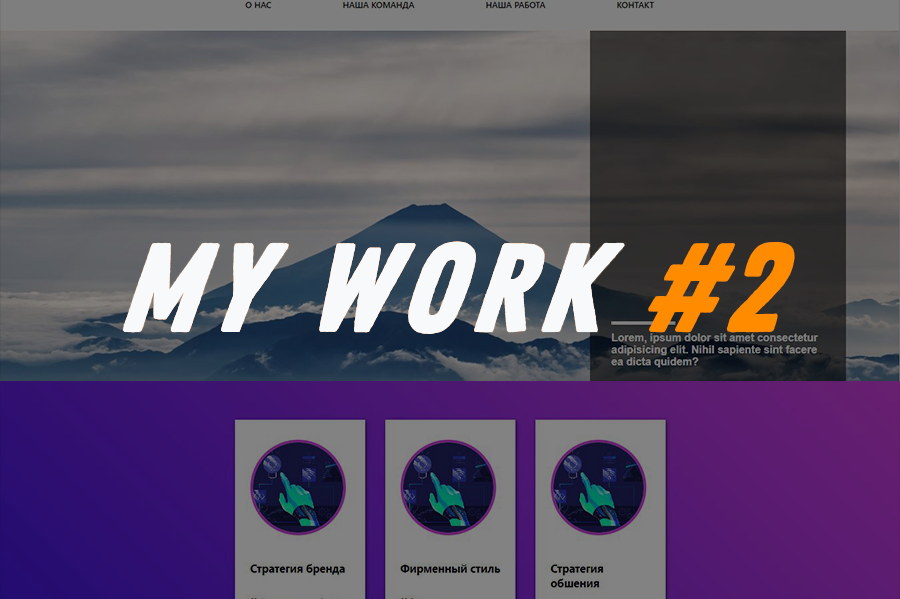 О НАС НАША КОМАНДА НАША РАБОТА КОНТАКТ
MY WORK #2
Lorem, ipsum dolor sit amet consectetur
adipisicing elit. Nihil sapiente sint facere
ea dicta quidem?
Стратегия бренда
Фирменный стиль
Стратегия
обшения